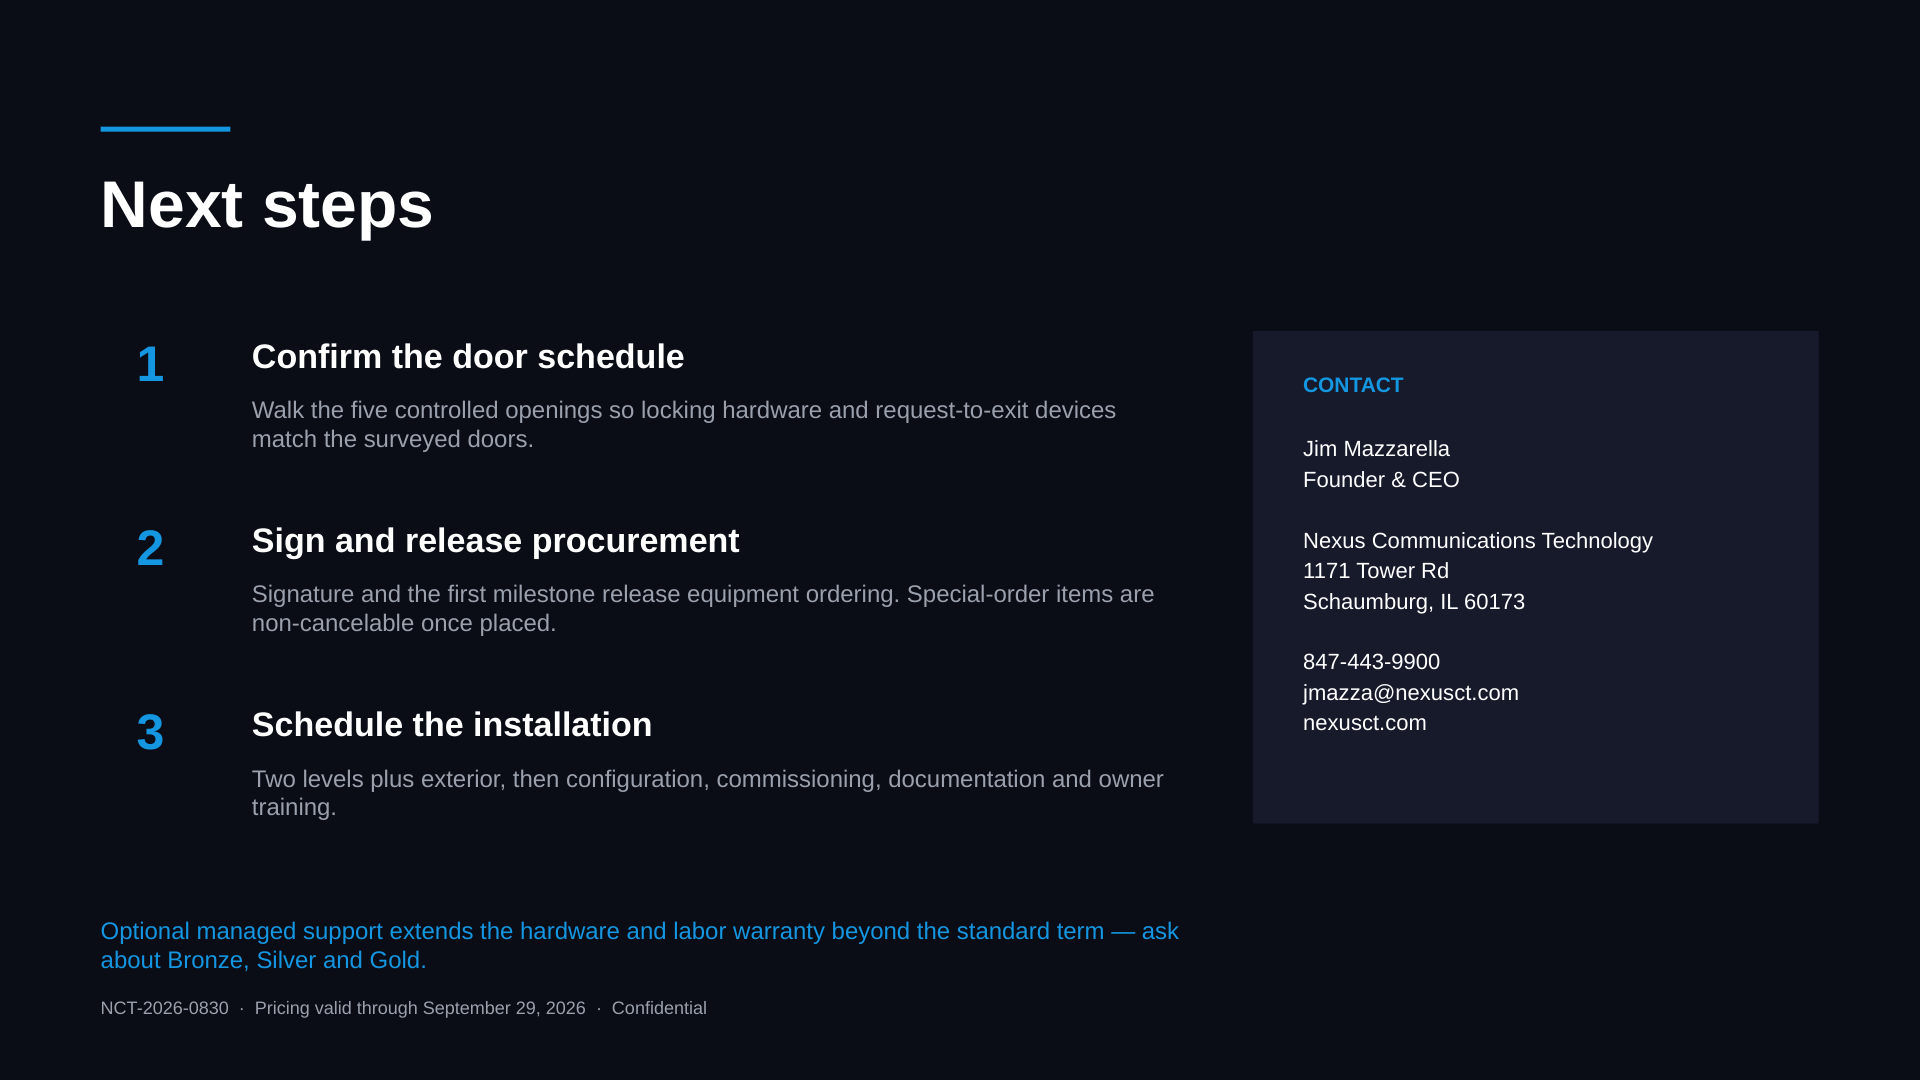 Next steps
1
Confirm the door schedule
Walk the five controlled openings so locking hardware and request-to-exit devices
match the surveyed doors.
2
Sign and release procurement
Signature and the first milestone release equipment ordering. Special-order items are
non-cancelable once placed.
3
Schedule the installation
Two levels plus exterior, then configuration, commissioning, documentation and owner
training.
CONTACT
Jim Mazzarella
Founder & CEO
Nexus Communications Technology
1171 Tower Rd
Schaumburg, IL 60173
847-443-9900
jmazza@nexusct.com
nexusct.com
Optional managed support extends the hardware and labor warranty beyond the standard term — ask
about Bronze, Silver and Gold.
NCT-2026-0830 · Pricing valid through September 29, 2026 · Confidential